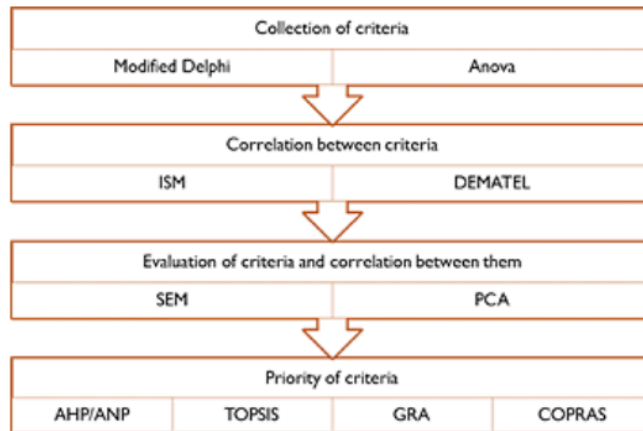 Collection of criteria
Modified Delphi Anova
Correlation between criteria
ISM DEMATEL
Evaluation of criteria and correlation between them
SEM PCA
Priority of criteria
AHP/ANP TOPSIS GRA COPRAS